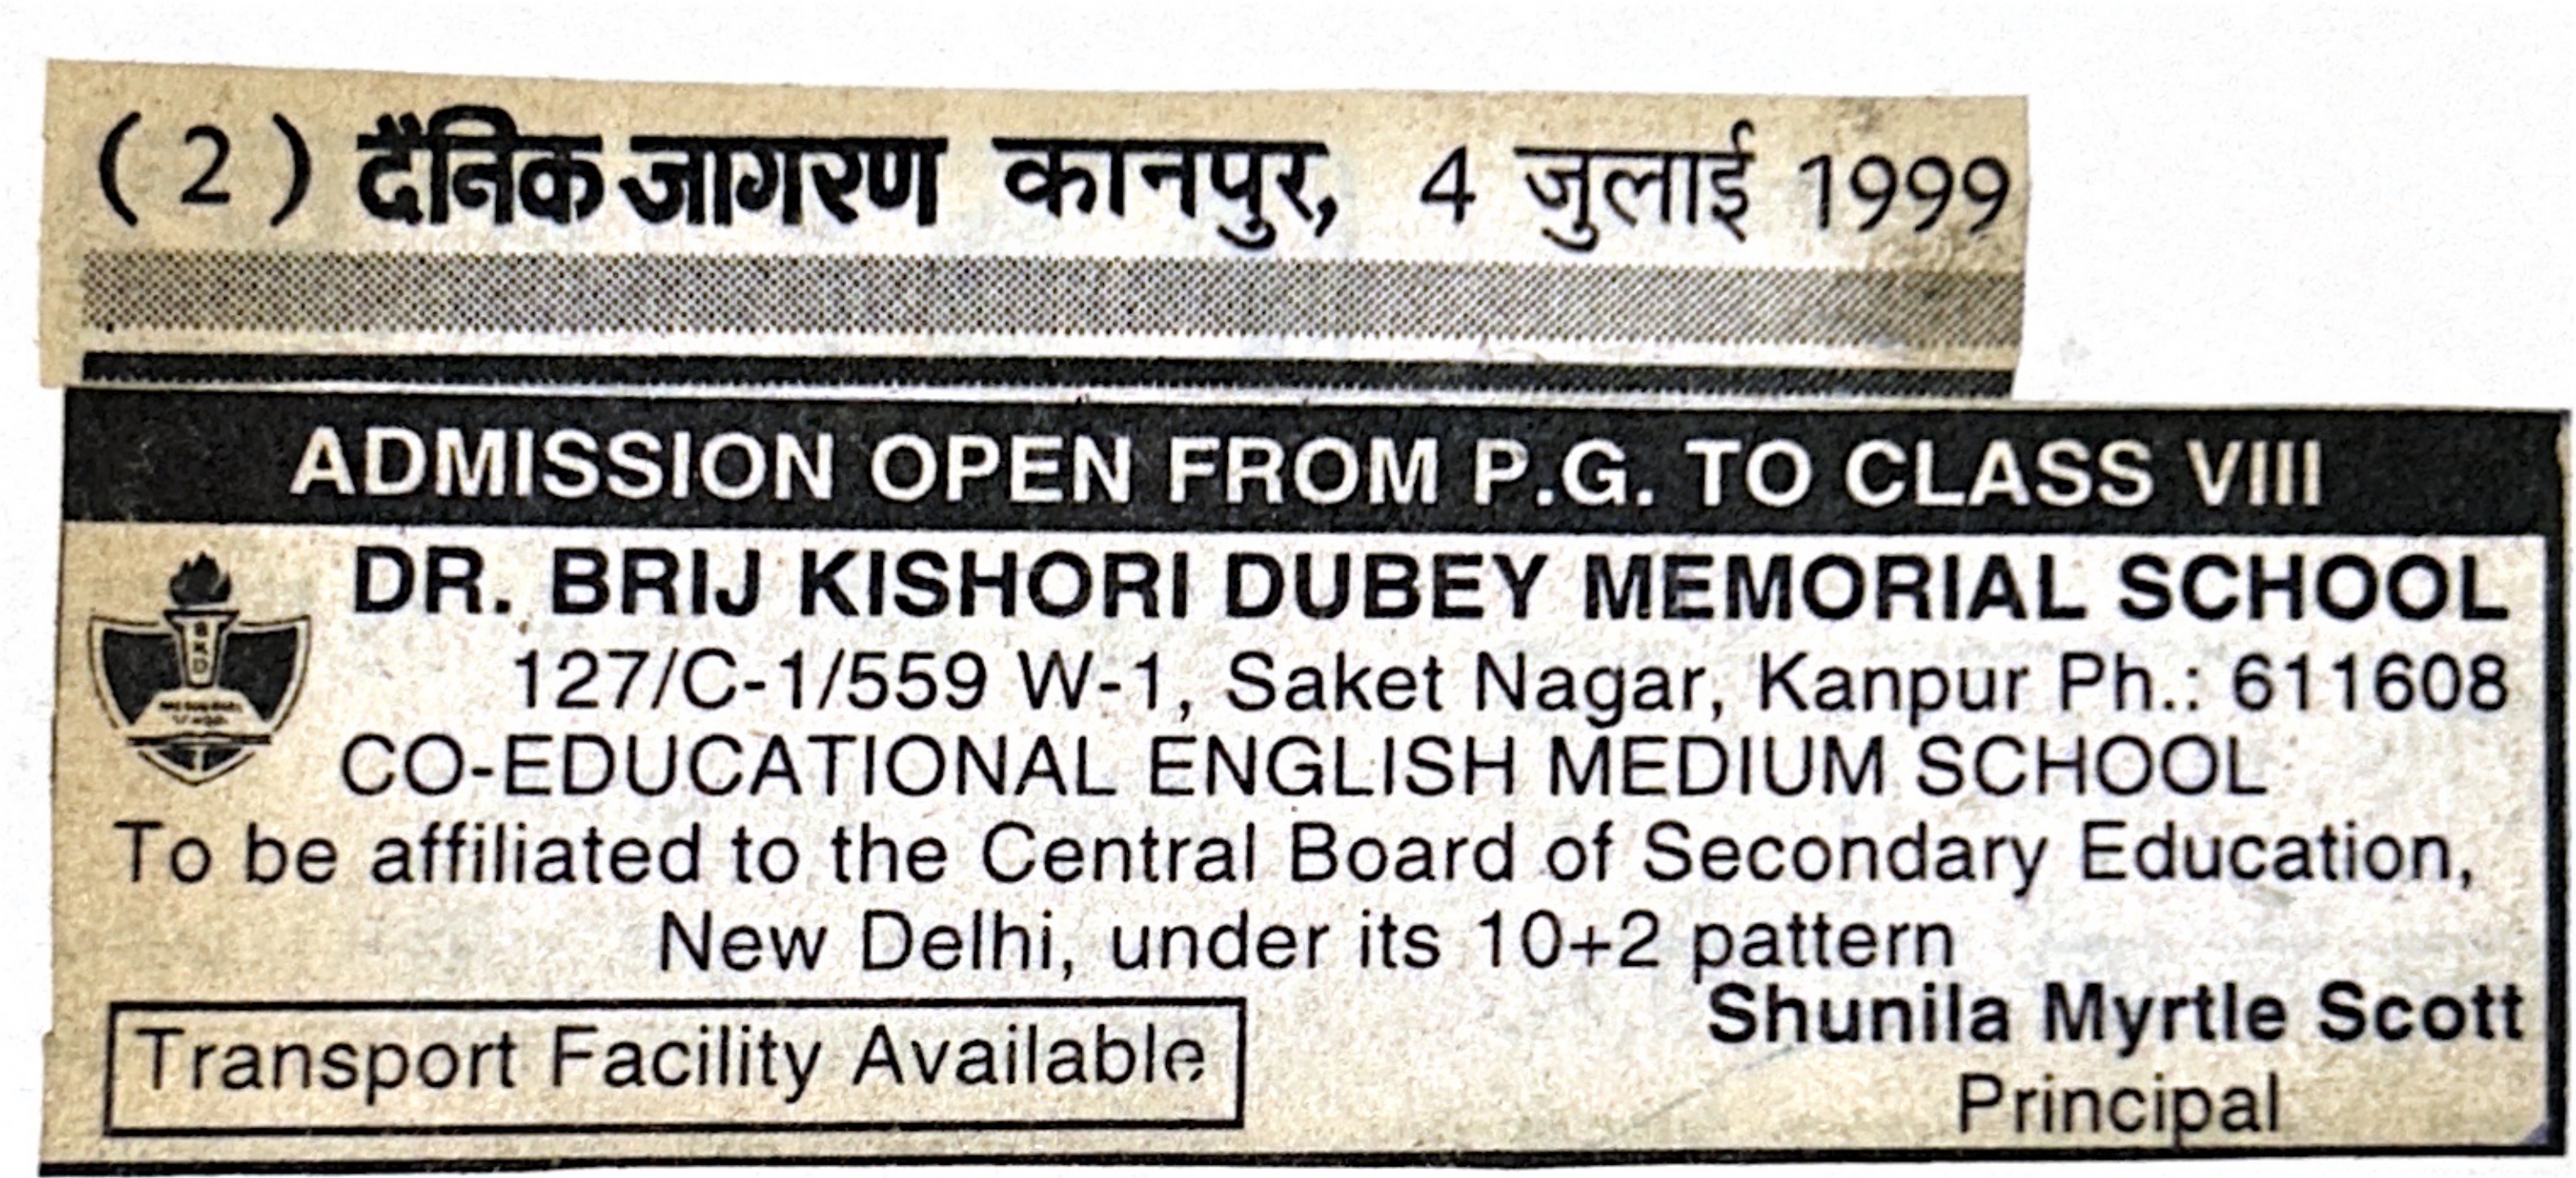 ( 2 ) दैनिक जागरण कानपुर, 4 जुलाई 1999
ADMISSION OPEN FROM P.G. TO CLASS VIII
DR. BRIJ KISHORI DUBEY MEMORIAL SCHOOL
127/C-1/559 W-1, Saket Nagar, Kanpur Ph.: 611608
CO-EDUCATIONAL ENGLISH MEDIUM SCHOOL
To be affiliated to the Central Board of Secondary Education,
New Delhi, under its 10+2 pattern
Shunila Myrtle Scott
Principal
Transport Facility Available